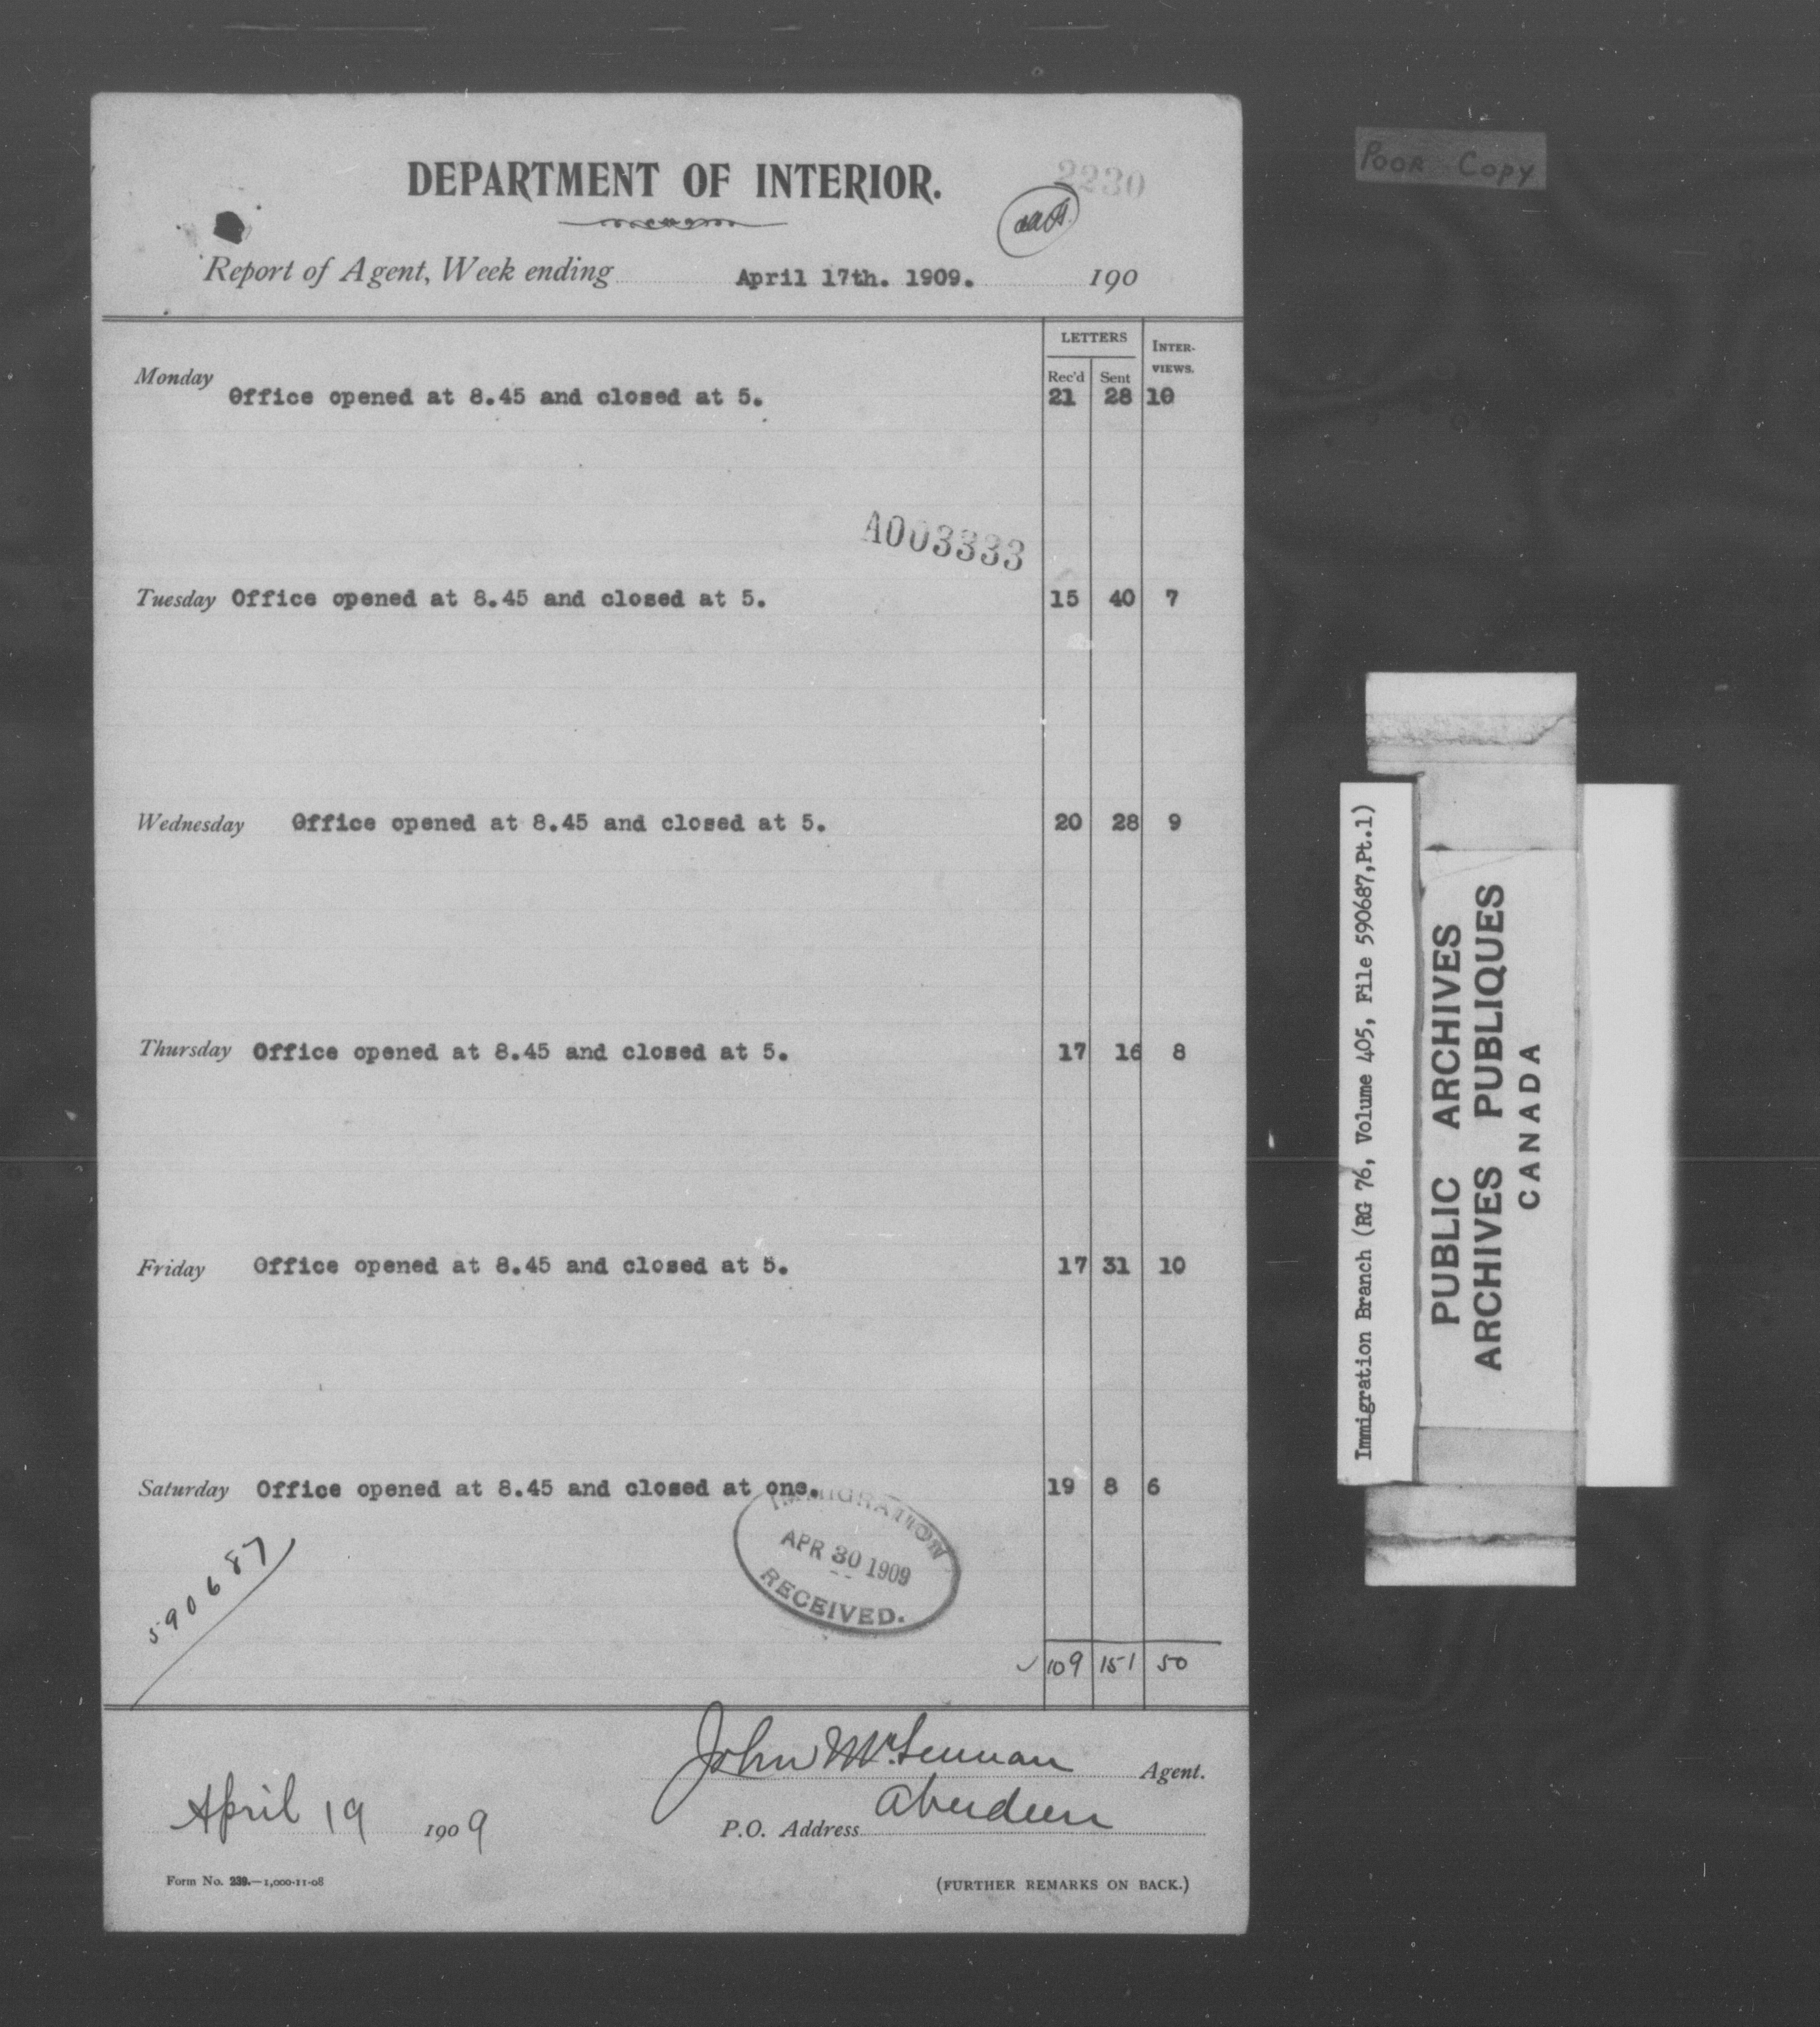 DEPARTMENT OF INTERIOR.
2230
Report of Agent, Week ending April 17th. 1909. 190
LETTERS
INTER-
VIEWS.
Rec'd Sent
Monday
Office opened at 8.45 and closed at 5. 21 28 10
A003333
Tuesday Office opened at 8.45 and closed at 5. 15 40 7
Wednesday Office opened at 8.45 and closed at 5. 20 28 9
Thursday Office opened at 8.45 and closed at 5. 17 16 8
Friday Office opened at 8.45 and closed at 5. 17 31 10
Saturday Office opened at 8.45 and closed at one. 19 8 6
IMMIGRATION
APR 30 1909
RECEIVED.
590687
109 151 50
John McLennan Agent.
April 19 1909
P.O. Address Aberdeen
Form No. 239.—1,000-11-08
(FURTHER REMARKS ON BACK.)
POOR COPY
Immigration Branch (RG 76, Volume 405, File 590687,Pt.1)
PUBLIC ARCHIVES
ARCHIVES PUBLIQUES
CANADA